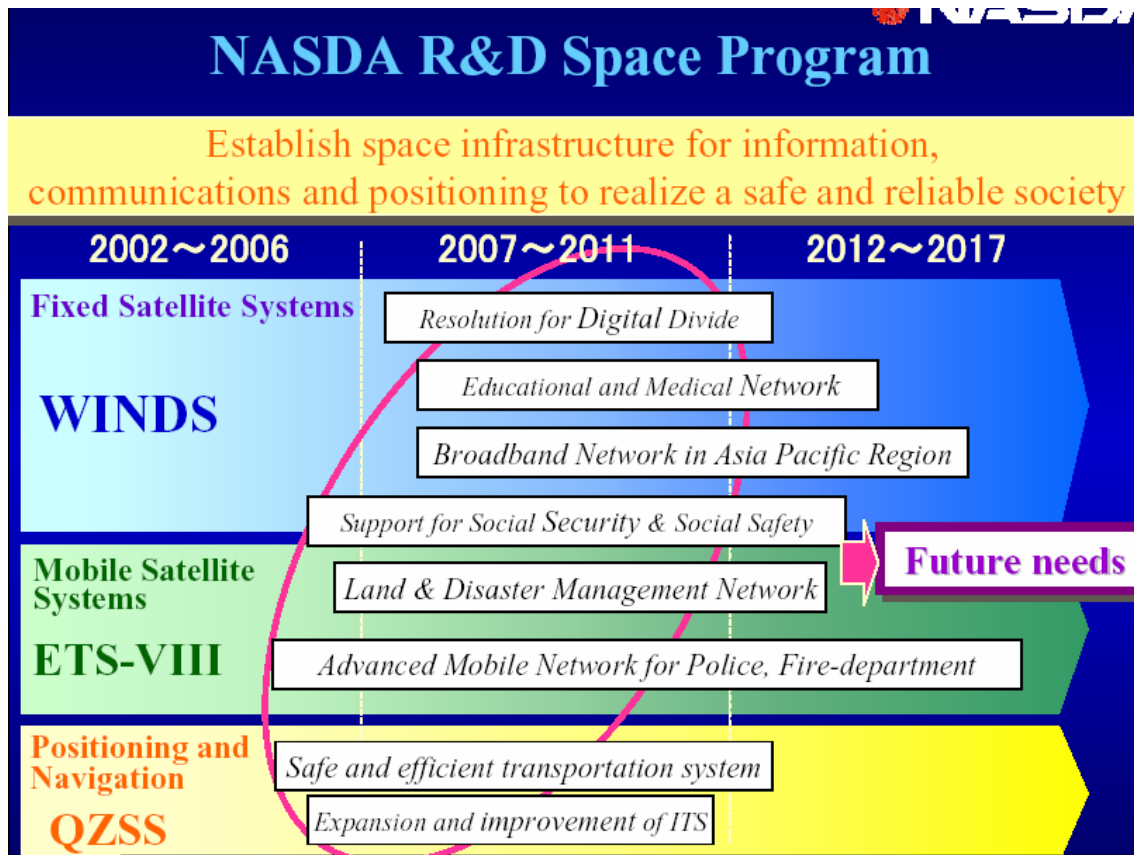 NASDA
NASDA R&D Space Program
Establish space infrastructure for information,
communications and positioning to realize a safe and reliable society
2002～2006
2007～2011
2012～2017
Fixed Satellite Systems
WINDS
Resolution for Digital Divide
Educational and Medical Network
Broadband Network in Asia Pacific Region
Support for Social Security & Social Safety
Future needs
Mobile Satellite
Systems
ETS-VIII
Land & Disaster Management Network
Advanced Mobile Network for Police, Fire-department
Positioning and
Navigation
QZSS
Safe and efficient transportation system
Expansion and improvement of ITS